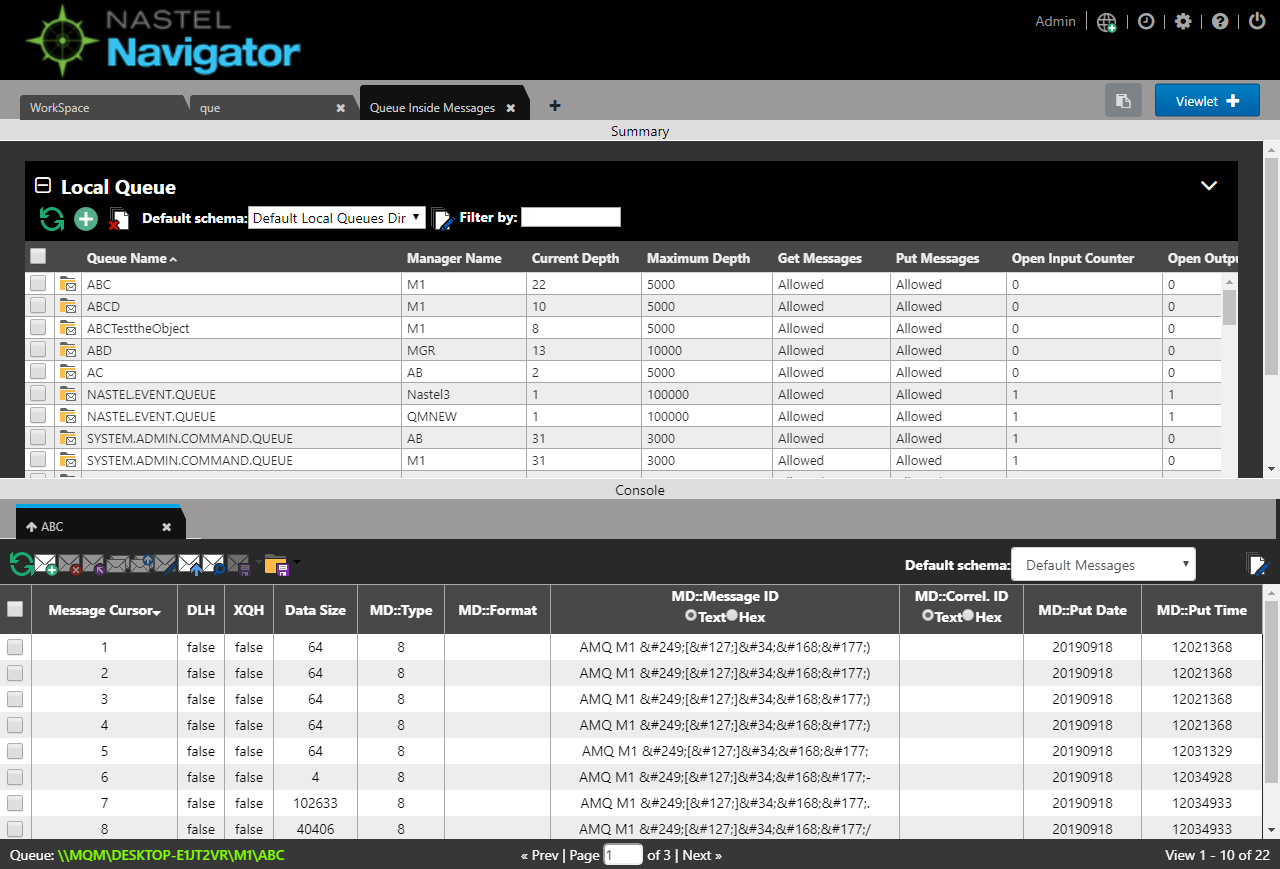 NASTEL
Navigator
Admin
WorkSpace
que
Queue Inside Messages
Viewlet
Summary
Local Queue
Default schema: Default Local Queues Dir Filter by:
Queue Name Manager Name Current Depth Maximum Depth Get Messages Put Messages Open Input Counter Open Outpu
ABC M1 22 5000 Allowed Allowed 0 0
ABCD M1 10 5000 Allowed Allowed 0 0
ABCTesttheObject M1 8 5000 Allowed Allowed 0 0
ABD MGR 13 10000 Allowed Allowed 0 0
AC AB 2 5000 Allowed Allowed 0 0
NASTEL.EVENT.QUEUE Nastel3 1 100000 Allowed Allowed 1 1
NASTEL.EVENT.QUEUE QMNEW 1 100000 Allowed Allowed 1 1
SYSTEM.ADMIN.COMMAND.QUEUE AB 31 3000 Allowed Allowed 1 0
SYSTEM.ADMIN.COMMAND.QUEUE M1 31 3000 Allowed Allowed 1 0
Console
ABC
Default schema: Default Messages
Message Cursor DLH XQH Data Size MD::Type MD::Format MD::Message ID Text Hex MD::Correl. ID Text Hex MD::Put Date MD::Put Time
1 false false 64 8 AMQ M1 &#249;[&#127;]&#34;&#168;&#177;) 20190918 12021368
2 false false 64 8 AMQ M1 &#249;[&#127;]&#34;&#168;&#177;) 20190918 12021368
3 false false 64 8 AMQ M1 &#249;[&#127;]&#34;&#168;&#177;) 20190918 12021368
4 false false 64 8 AMQ M1 &#249;[&#127;]&#34;&#168;&#177;) 20190918 12021368
5 false false 64 8 AMQ M1 &#249;[&#127;]&#34;&#168;&#177; 20190918 12031329
6 false false 4 8 AMQ M1 &#249;[&#127;]&#34;&#168;&#177;- 20190918 12034928
7 false false 102633 8 AMQ M1 &#249;[&#127;]&#34;&#168;&#177;. 20190918 12034933
8 false false 40406 8 AMQ M1 &#249;[&#127;]&#34;&#168;&#177;/ 20190918 12034933
Queue: \\MQM\DESKTOP-E1JT2VR\M1\ABC « Prev | Page 1 of 3 | Next » View 1 - 10 of 22